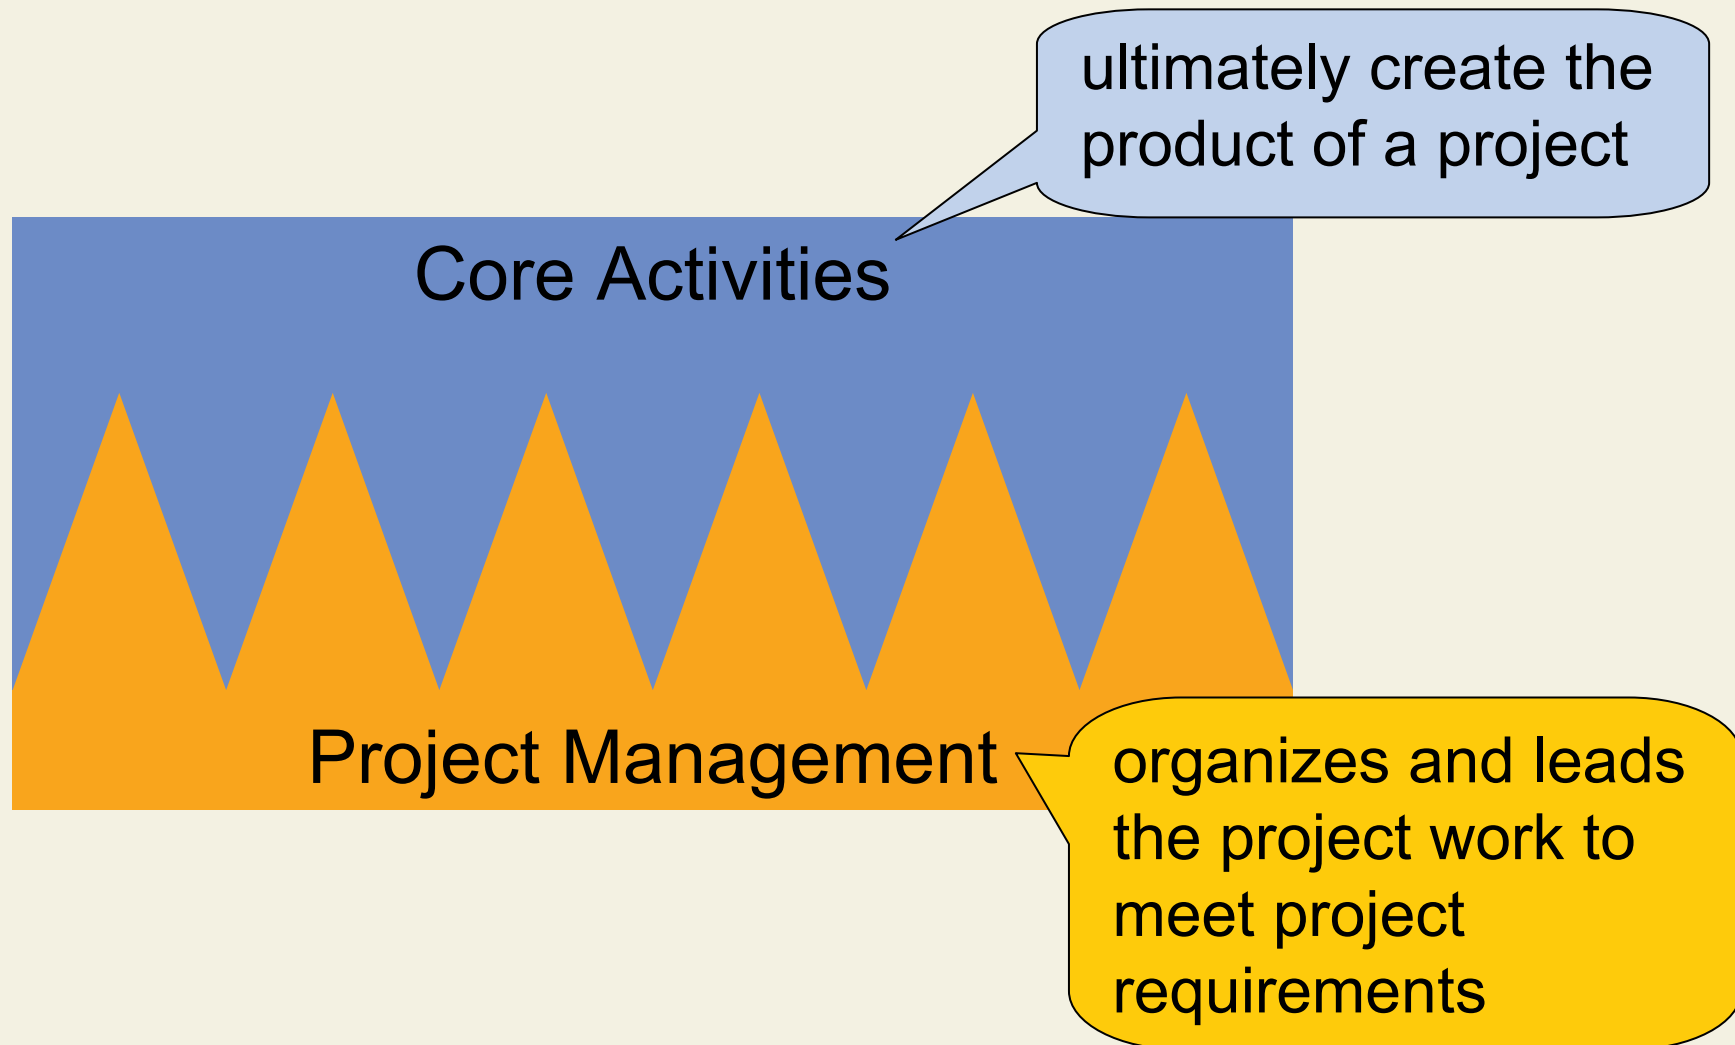 ultimately create the
product of a project
Core Activities
Project Management
organizes and leads
the project work to
meet project
requirements